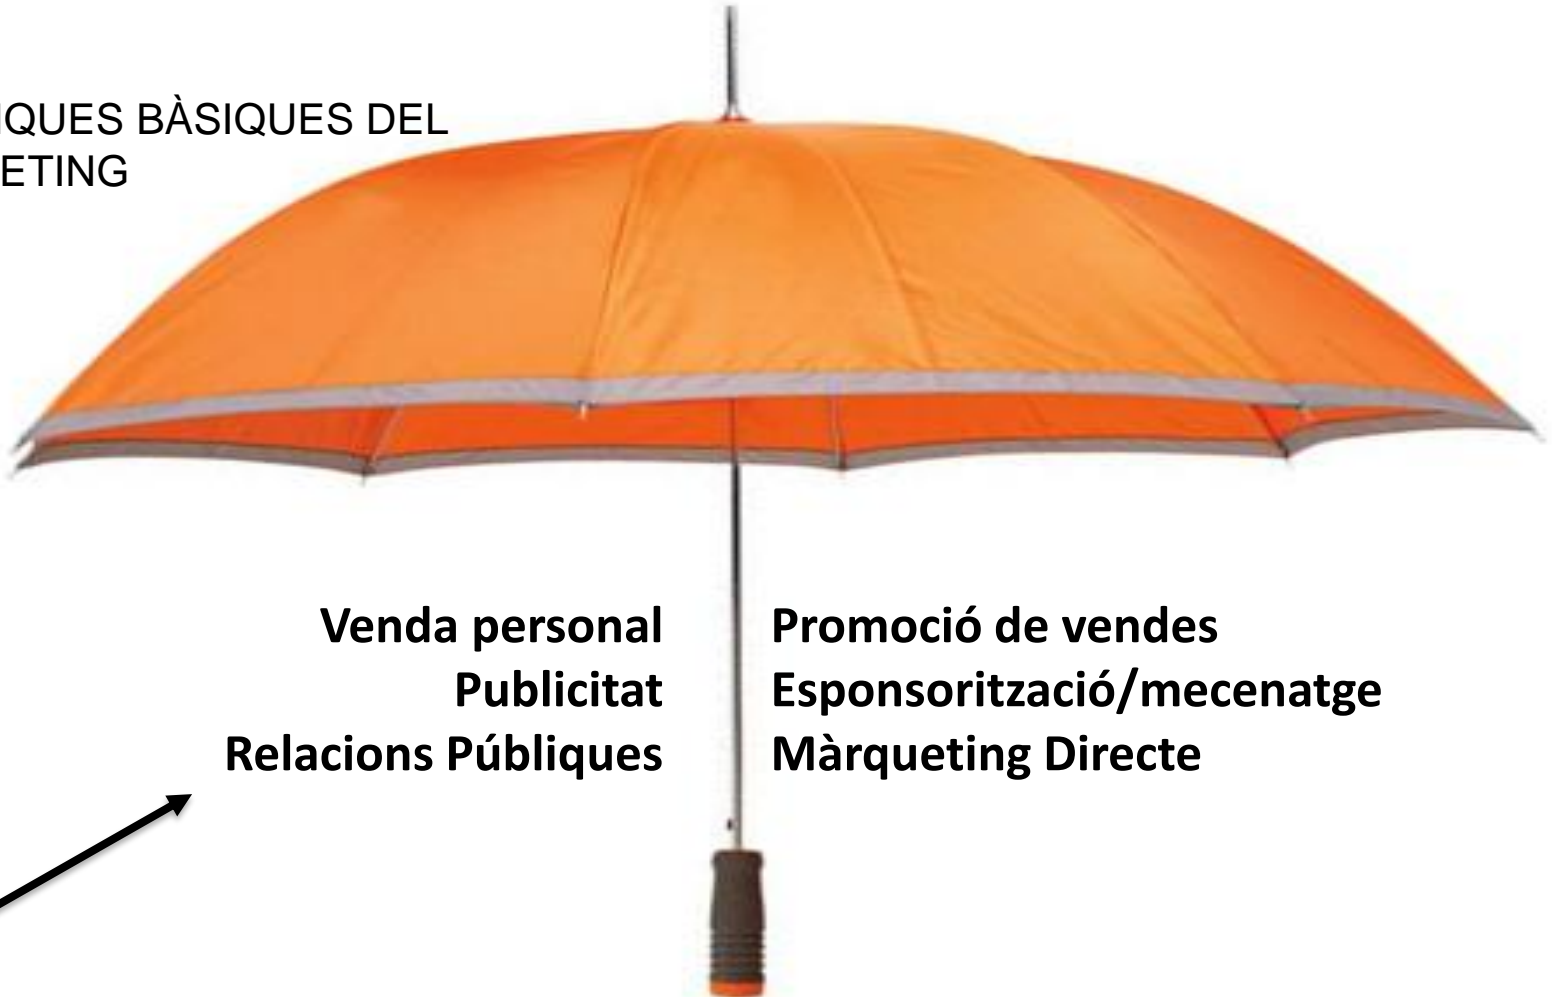 IQUES BÀSIQUES DEL
ETING
Venda personal
Publicitat
Relacions Públiques
Promoció de vendes
Esponsorització/mecenatge
Màrqueting Directe